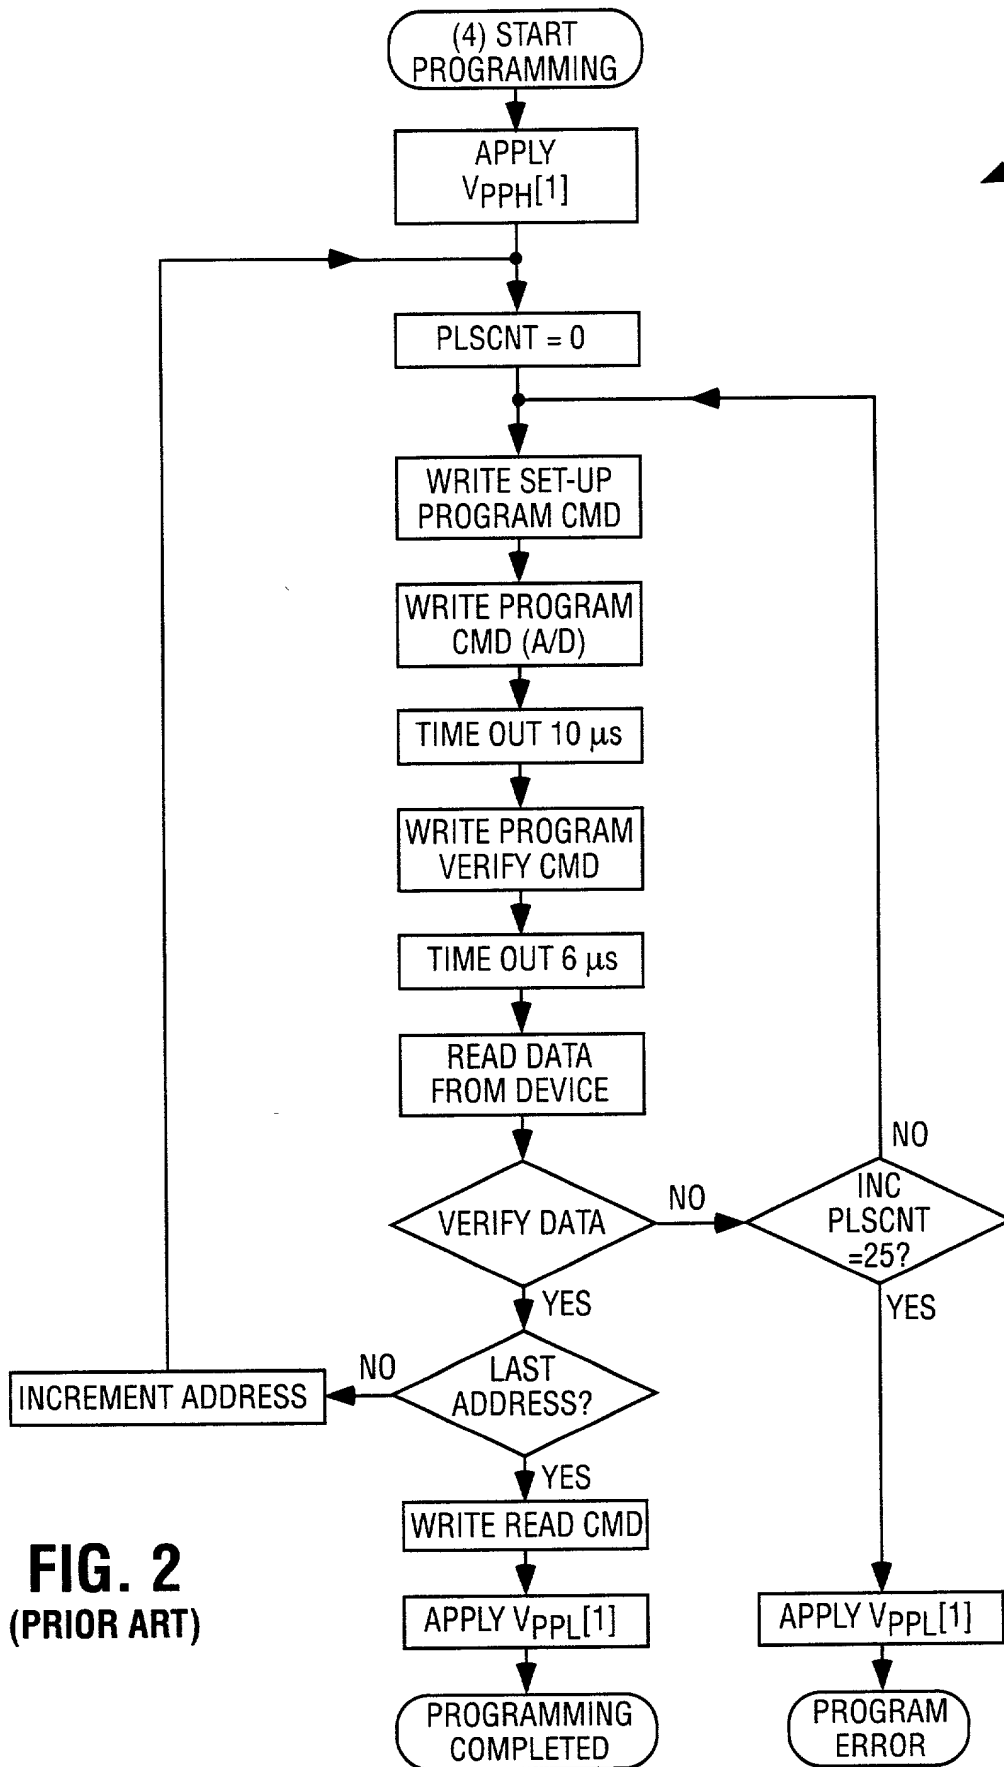 (4) START
PROGRAMMING
APPLY
VPPH[1]
PLSCNT = 0
WRITE SET-UP
PROGRAM CMD
WRITE PROGRAM
CMD (A/D)
TIME OUT 10 μs
WRITE PROGRAM
VERIFY CMD
TIME OUT 6 μs
READ DATA
FROM DEVICE
VERIFY DATA
NO
INC
PLSCNT
=25?
NO
YES
YES
LAST
ADDRESS?
NO
INCREMENT ADDRESS
YES
WRITE READ CMD
APPLY VPPL[1]
PROGRAMMING
COMPLETED
APPLY VPPL[1]
PROGRAM
ERROR
FIG. 2
(PRIOR ART)